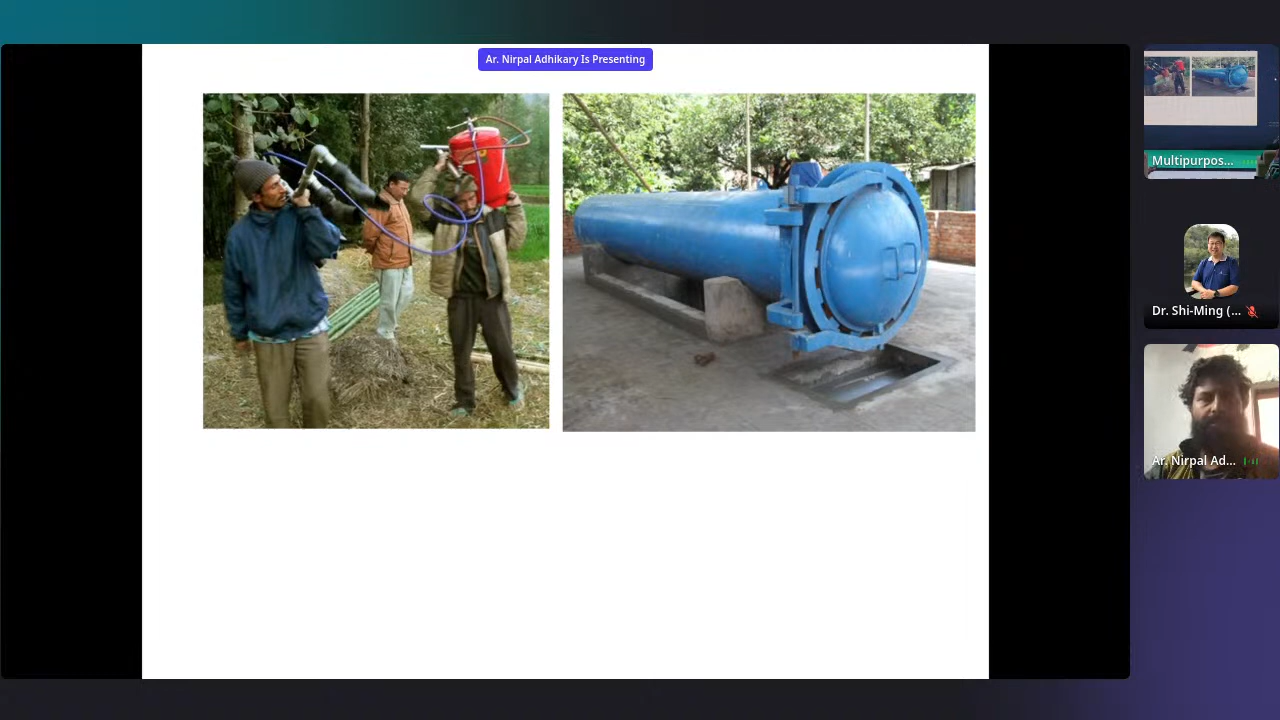 Ar. Nirpal Adhikary Is Presenting
Multipurpos...
Dr. Shi-Ming (...
Ar. Nirpal Ad...